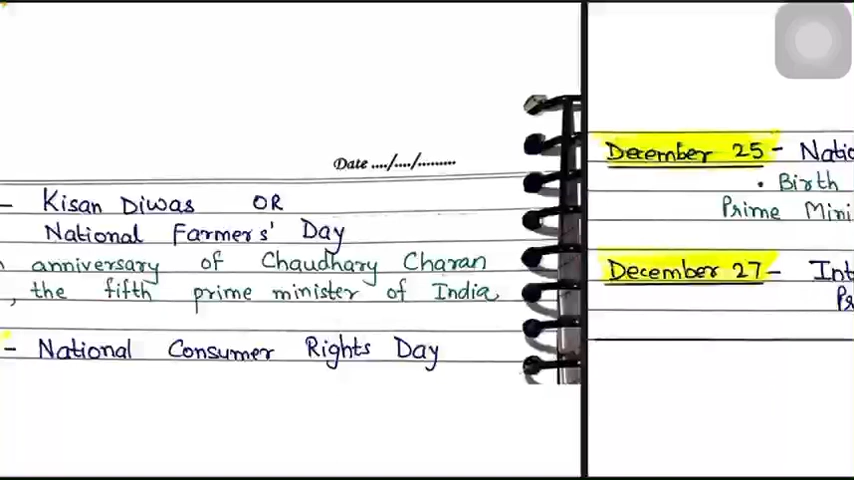 Date ..../..../.........
– Kisan Diwas OR
National Farmers' Day
anniversary of Chaudhary Charan
, the fifth prime minister of India
– National Consumer Rights Day
December 25 –
• Birth
Prime
December 27 –